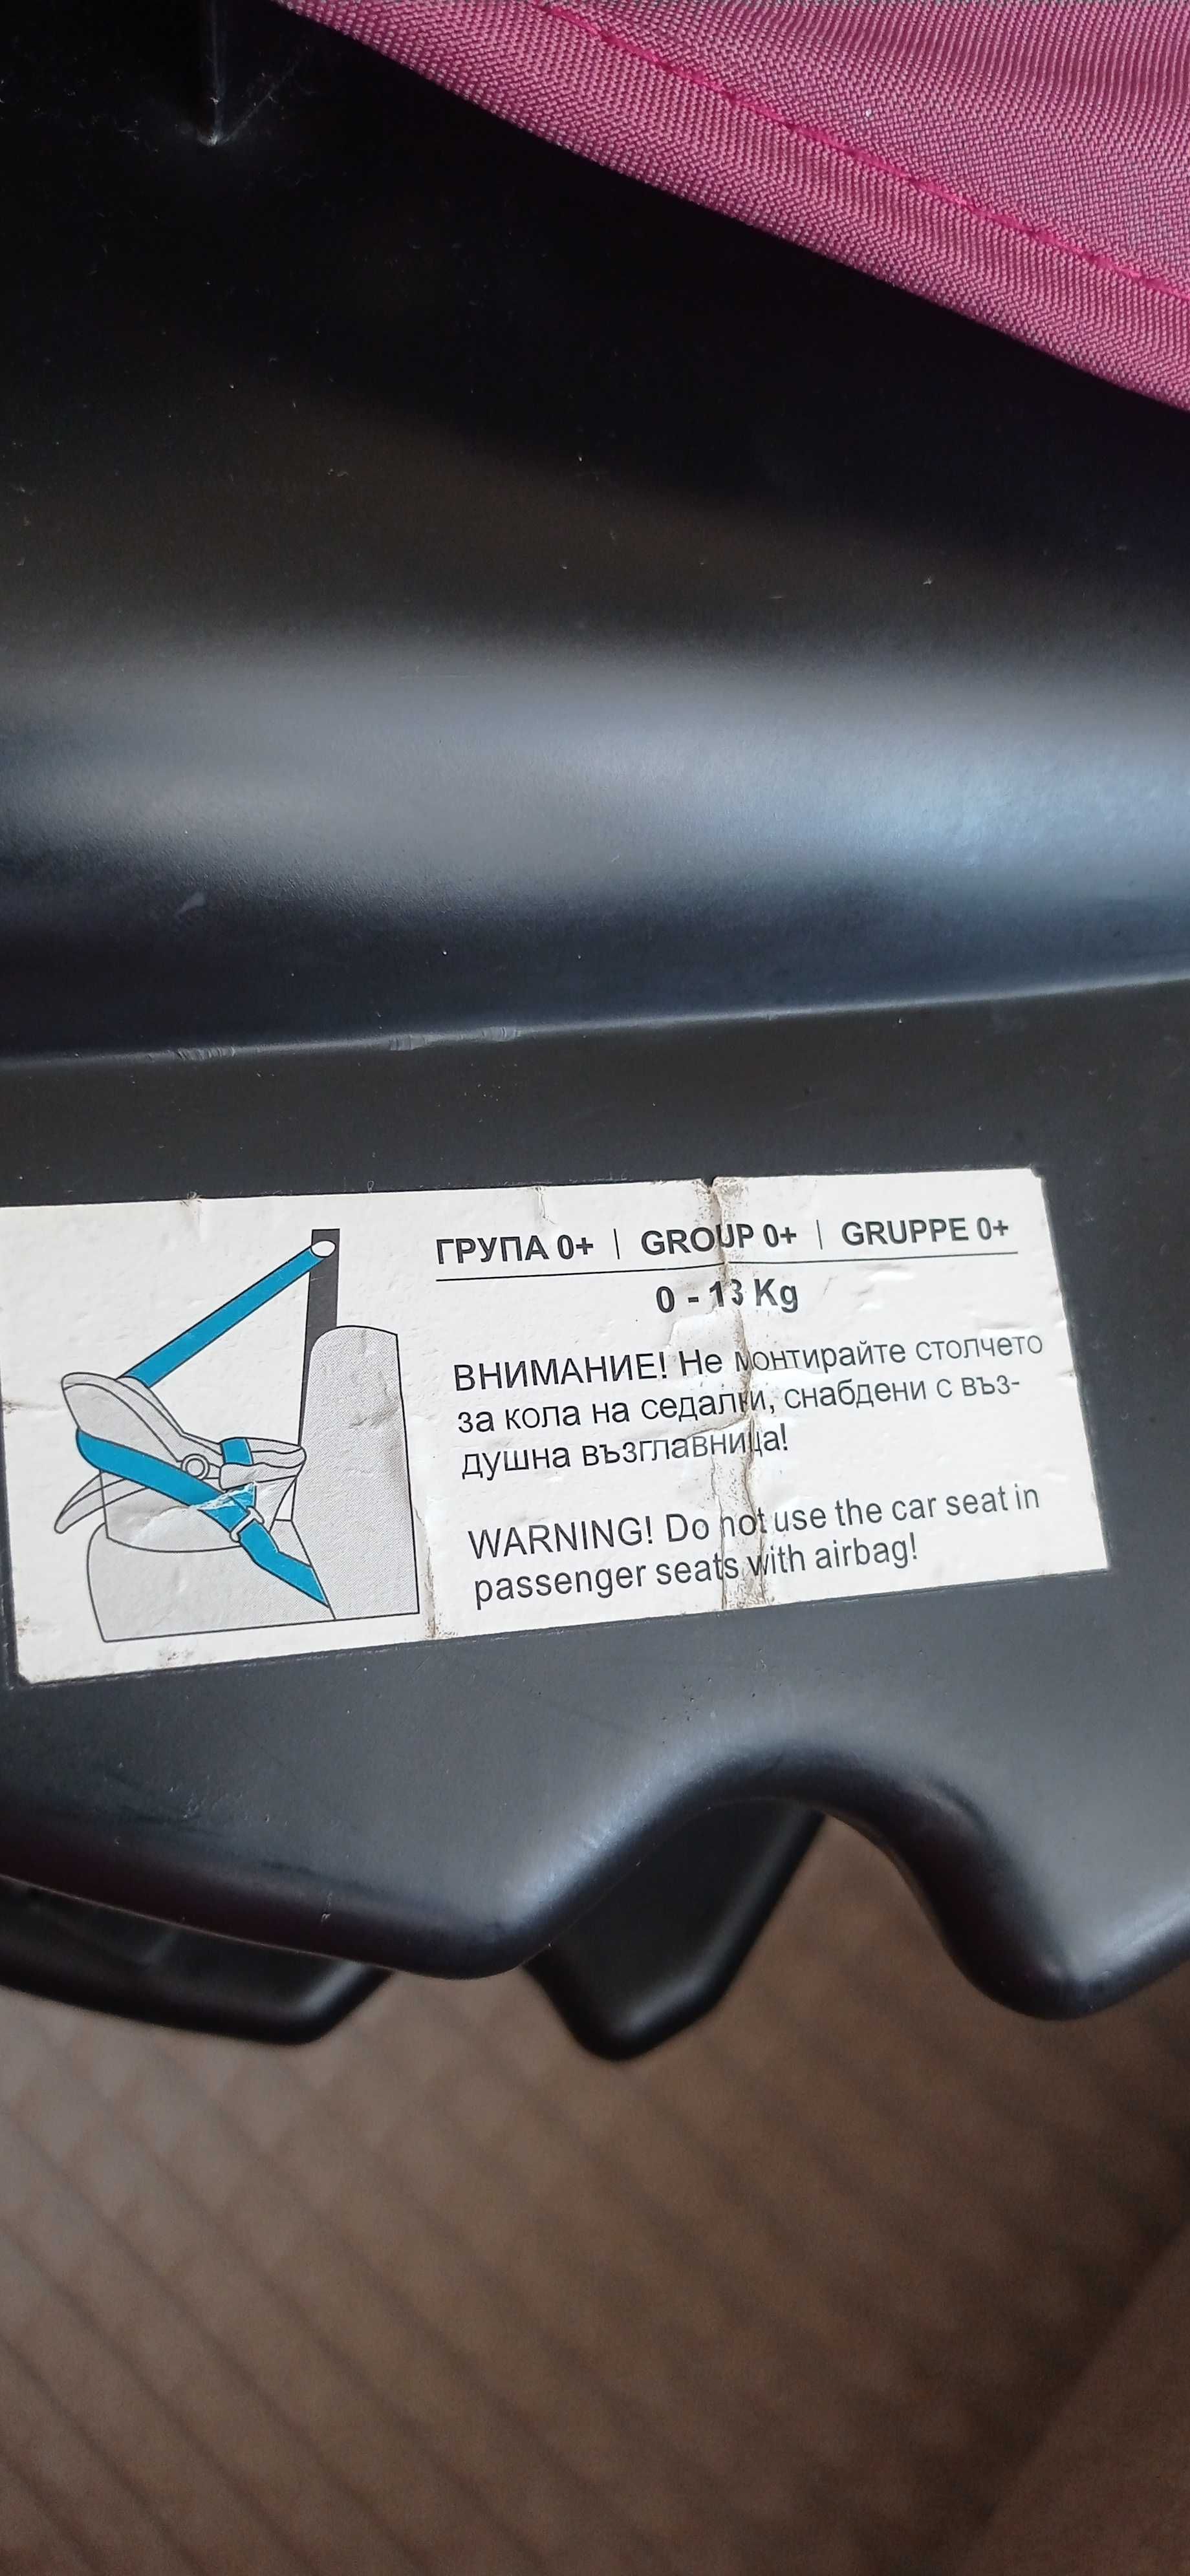 ГРУПА 0+ | GROUP 0+ | GRUPPE 0+
0 - 13 Kg
ВНИМАНИЕ! Не монтирайте столчето
за кола на седалки, снабдени с въз-
душна възглавница!
WARNING! Do not use the car seat in
passenger seats with airbag!